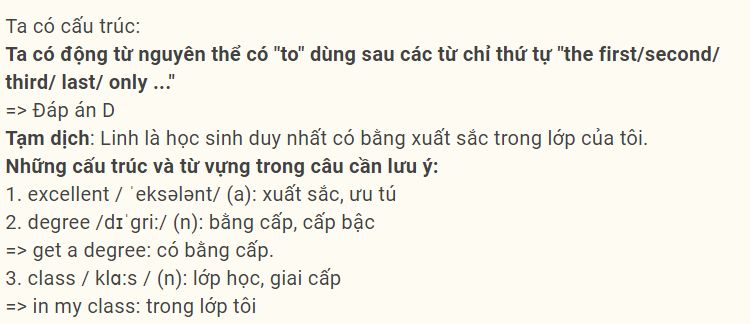 Ta có cấu trúc:
Ta có động từ nguyên thể có "to" dùng sau các từ chỉ thứ tự "the first/second/
third/ last/ only ..."
=> Đáp án D
Tạm dịch: Linh là học sinh duy nhất có bằng xuất sắc trong lớp của tôi.
Những cấu trúc và từ vựng trong câu cần lưu ý:
1. excellent / ˈeksələnt/ (a): xuất sắc, ưu tú
2. degree /dɪˈɡriː/ (n): bằng cấp, cấp bậc
=> get a degree: có bằng cấp.
3. class / klɑːs / (n): lớp học, giai cấp
=> in my class: trong lớp tôi